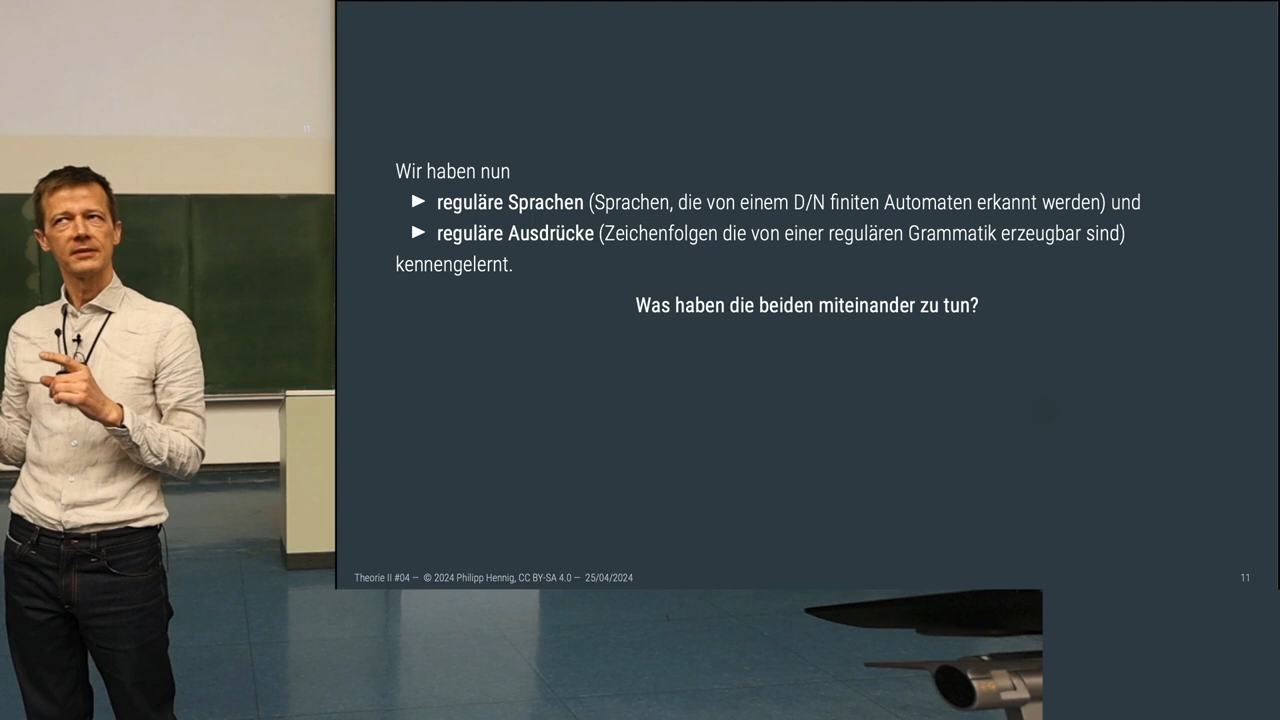 Wir haben nun
▶ reguläre Sprachen (Sprachen, die von einem D/N finiten Automaten erkannt werden) und
▶ reguläre Ausdrücke (Zeichenfolgen die von einer regulären Grammatik erzeugbar sind)
kennengelernt.
Was haben die beiden miteinander zu tun?
Theorie II #04 — © 2024 Philipp Hennig, CC BY-SA 4.0 — 25/04/2024
11